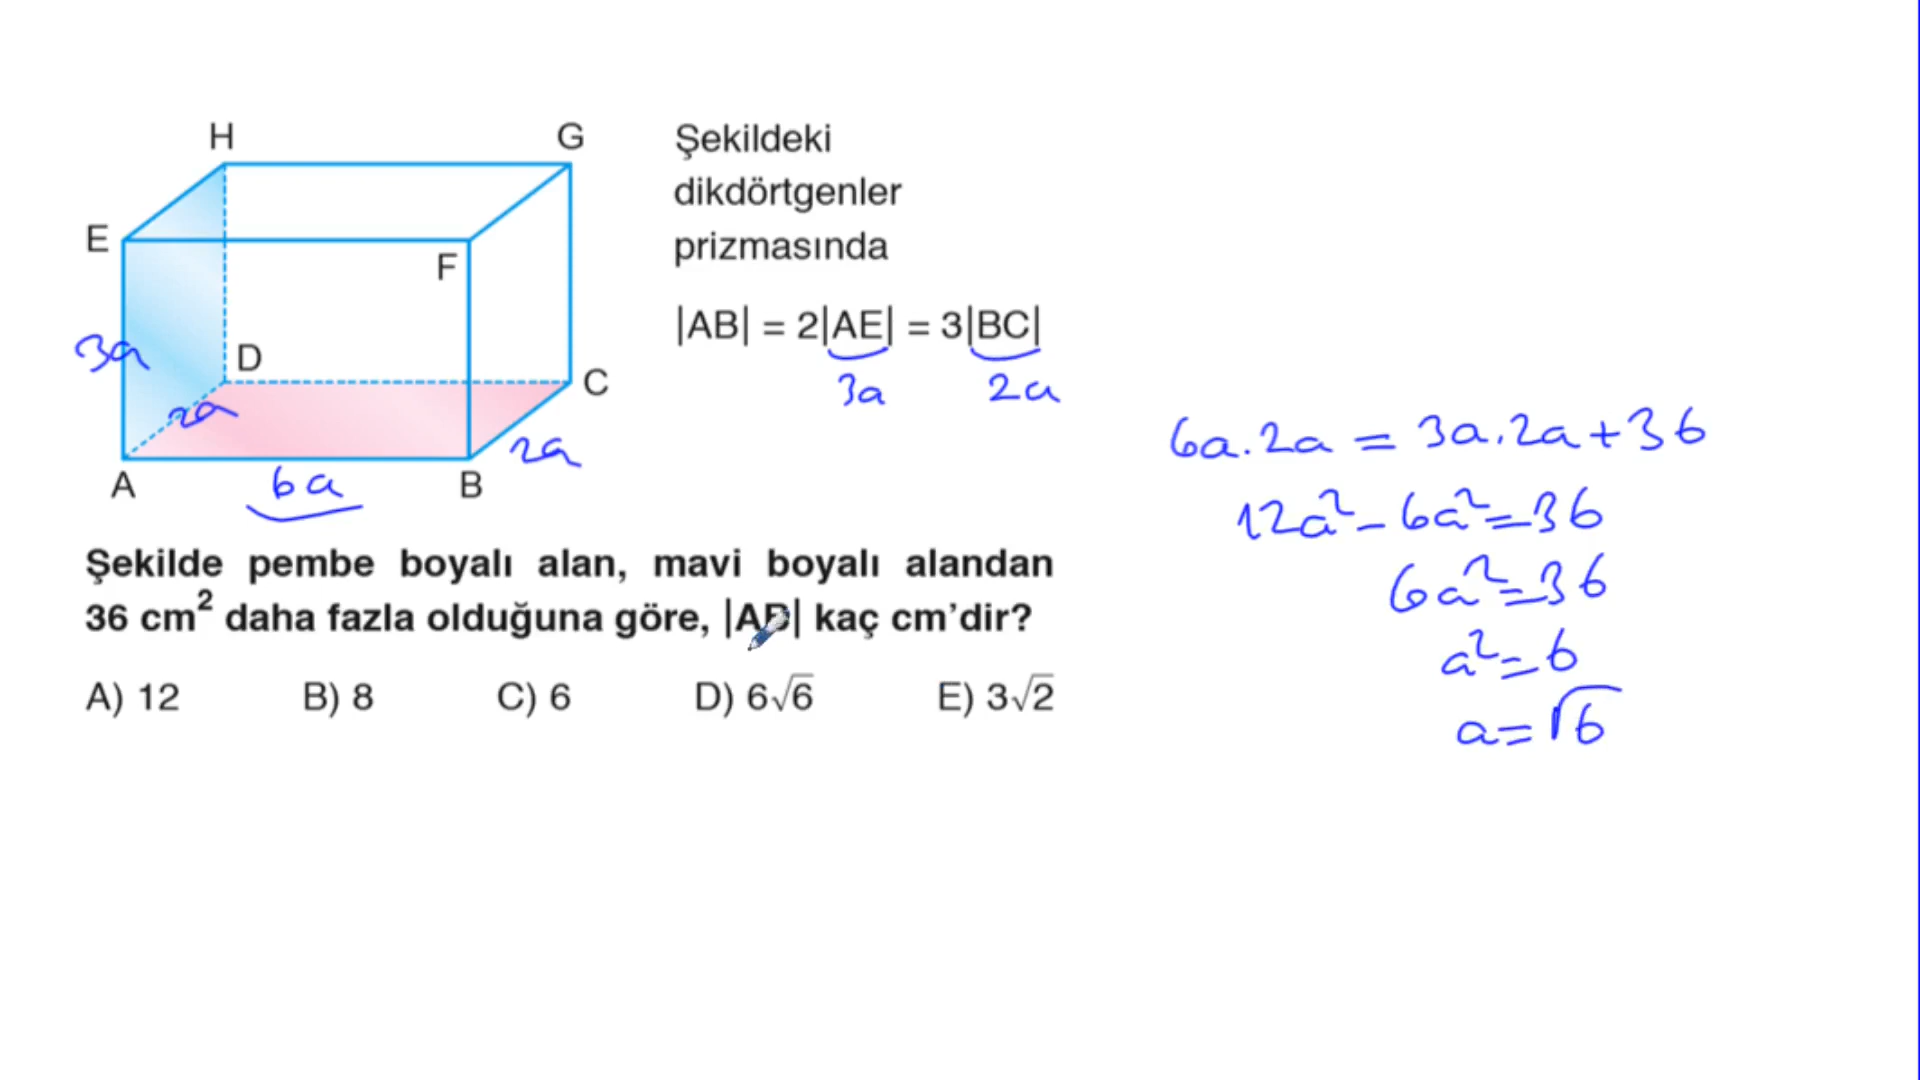 H G
E F
D C
A B
3a
2a
2a
6a
Şekildeki
dikdörtgenler
prizmasında
|AB| = 2|AE| = 3|BC|
3a 2a
Şekilde pembe boyalı alan, mavi boyalı alandan
36 cm² daha fazla olduğuna göre, |AB| kaç cm’dir?
A) 12 B) 8 C) 6 D) 6√6 E) 3√2
6a.2a = 3a.2a+36
12a²-6a²=36
6a²=36
a²=6
a=√6